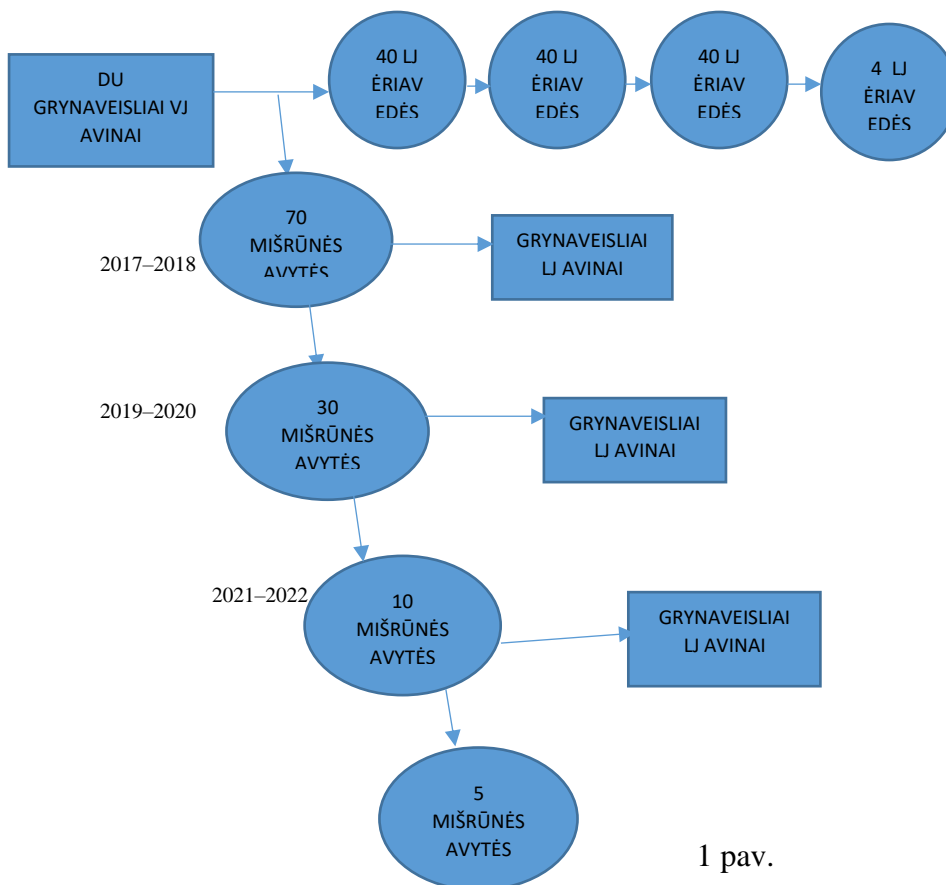 DU
GRYNAVEISLIAI VJ
AVINAI
40 LJ
ĖRIAV
EDĖS
40 LJ
ĖRIAV
EDĖS
40 LJ
ĖRIAV
EDĖS
4 LJ
ĖRIAV
EDĖS
70
MIŠRŪNĖS
AVYTĖS
GRYNAVEISLIAI
LJ AVINAI
2017–2018
30
MIŠRŪNĖS
AVYTĖS
GRYNAVEISLIAI
LJ AVINAI
2019–2020
10
MIŠRŪNĖS
AVYTĖS
GRYNAVEISLIAI
LJ AVINAI
2021–2022
5
MIŠRŪNĖS
AVYTĖS
1 pav.